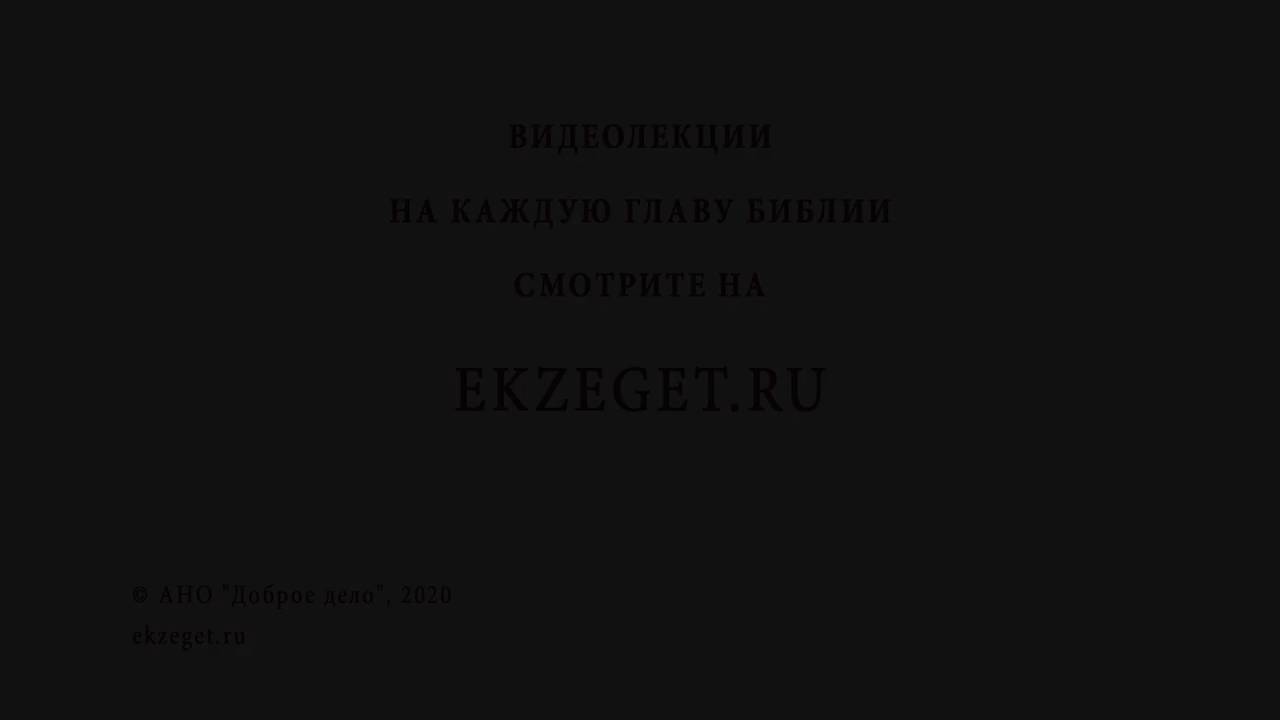 ВИДЕОЛЕКЦИИ
НА КАЖДУЮ ГЛАВУ БИБЛИИ
СМОТРИТЕ НА
EKZEGET.RU
© АНО "Доброе дело", 2020
ekzeget.ru